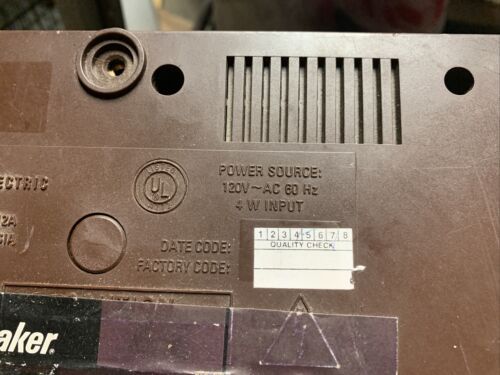 ECTRIC
UL
POWER SOURCE:
120V~AC 60 Hz
4 W INPUT
2A
DATE CODE:
FACTORY CODE:
1 2 3 4 5 6 7 8
QUALITY CHECK
aker®